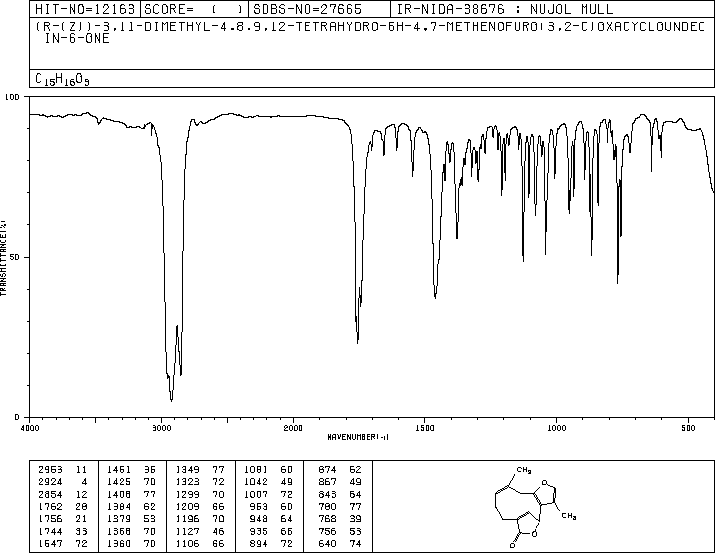 HIT-NO=12163 SCORE= ( ) SDBS-NO=27665 IR-NIDA-38676 : NUJOL MULL
(R-(Z))-3,11-DIMETHYL-4,8,9,12-TETRAHYDRO-6H-4,7-METHENOFURO(3,2-C)OXACYCLOUNDEC
IN-6-ONE
C15H16O3
100
50
0
TRANSMITTANCE(%)
4000 3000 2000 1500 1000 500
WAVENUMBER(-1)
2953 11 1461 36 1349 77 1081 60 874 62
2924 4 1425 70 1323 72 1042 49 867 49
2854 12 1408 77 1299 70 1007 72 843 64
1762 28 1384 62 1209 66 953 60 780 77
1756 21 1379 53 1196 70 948 64 768 39
1744 33 1368 70 1127 46 935 66 756 53
1547 72 1360 70 1106 66 894 72 640 74
CH3
O
CH3
O
O